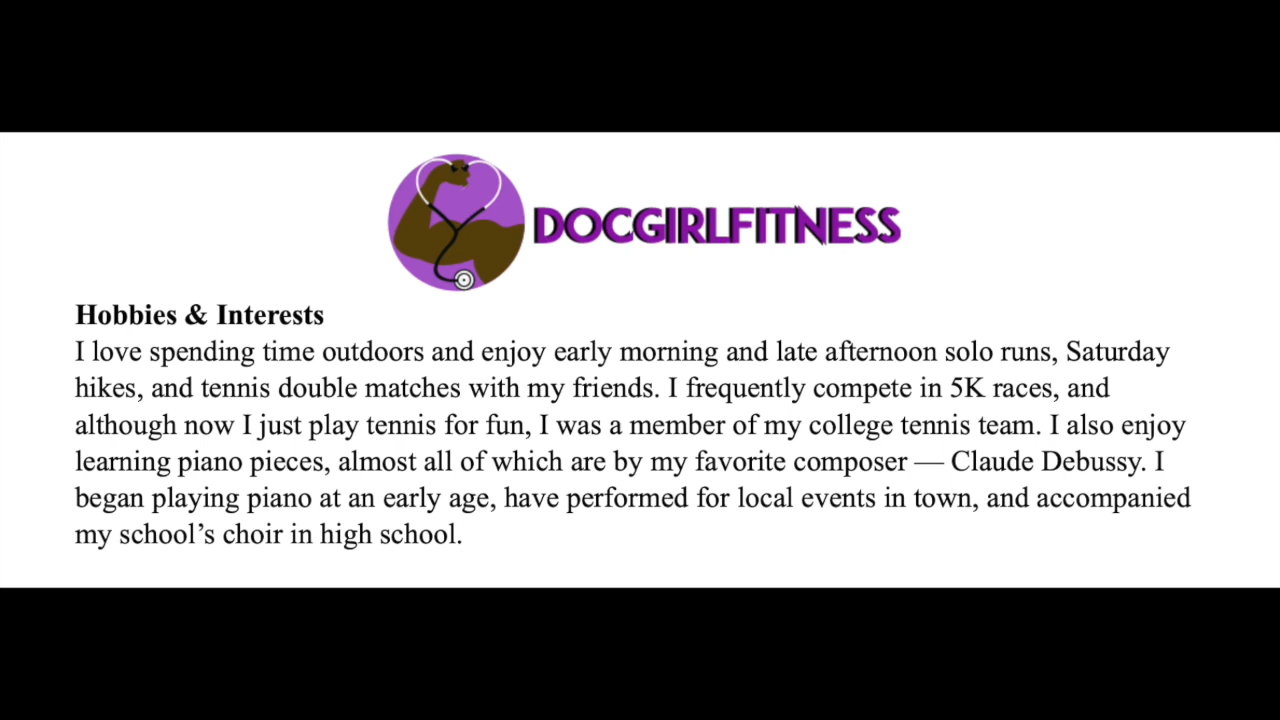 DOCGIRLFITNESS
Hobbies & Interests
I love spending time outdoors and enjoy early morning and late afternoon solo runs, Saturday
hikes, and tennis double matches with my friends. I frequently compete in 5K races, and
although now I just play tennis for fun, I was a member of my college tennis team. I also enjoy
learning piano pieces, almost all of which are by my favorite composer — Claude Debussy. I
began playing piano at an early age, have performed for local events in town, and accompanied
my school’s choir in high school.